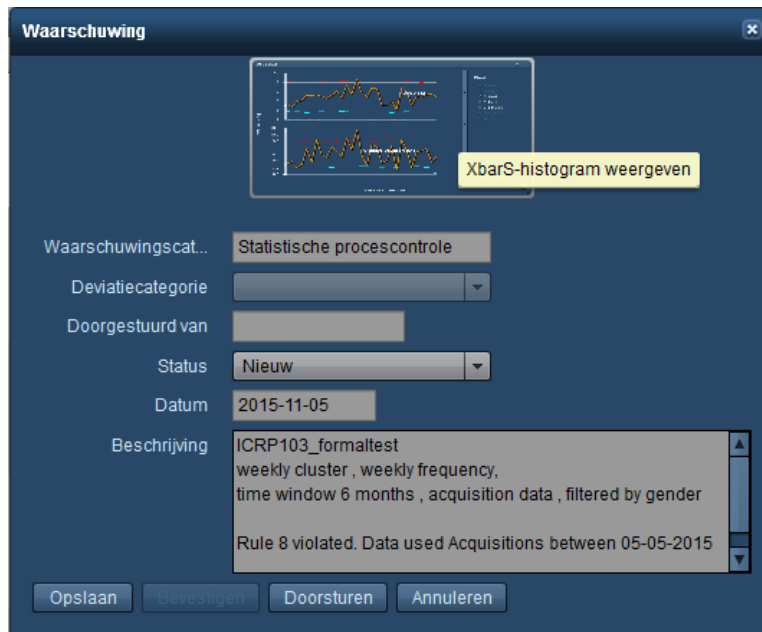 Waarschuwing
XbarS-histogram weergeven
Waarschuwingscat... Statistische procescontrole
Deviatiecategorie
Doorgestuurd van
Status Nieuw
Datum 2015-11-05
Beschrijving ICRP103_formaltest
weekly cluster , weekly frequency,
time window 6 months , acquisition data , filtered by gender
Rule 8 violated. Data used Acquisitions between 05-05-2015
Opslaan Bevestigen Doorsturen Annuleren